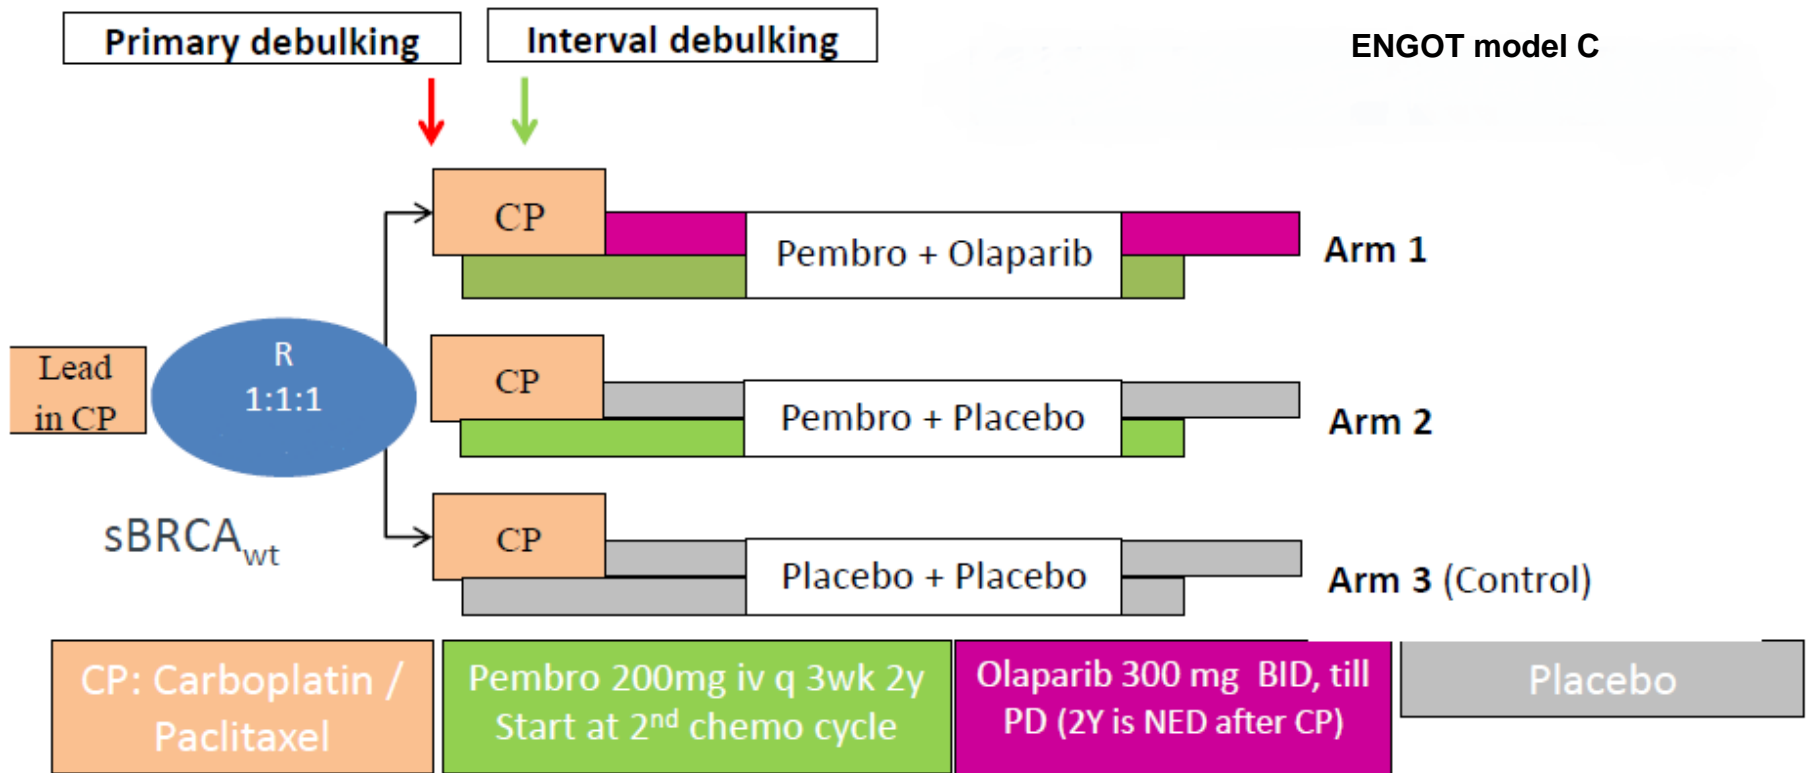 Primary debulking
Interval debulking
ENGOT model C
CP
Pembro + Olaparib
Arm 1
Lead
in CP
R
1:1:1
CP
Pembro + Placebo
Arm 2
sBRCAwt
CP
Placebo + Placebo
Arm 3 (Control)
CP: Carboplatin /
Paclitaxel
Pembro 200mg iv q 3wk 2y
Start at 2nd chemo cycle
Olaparib 300 mg BID, till
PD (2Y is NED after CP)
Placebo